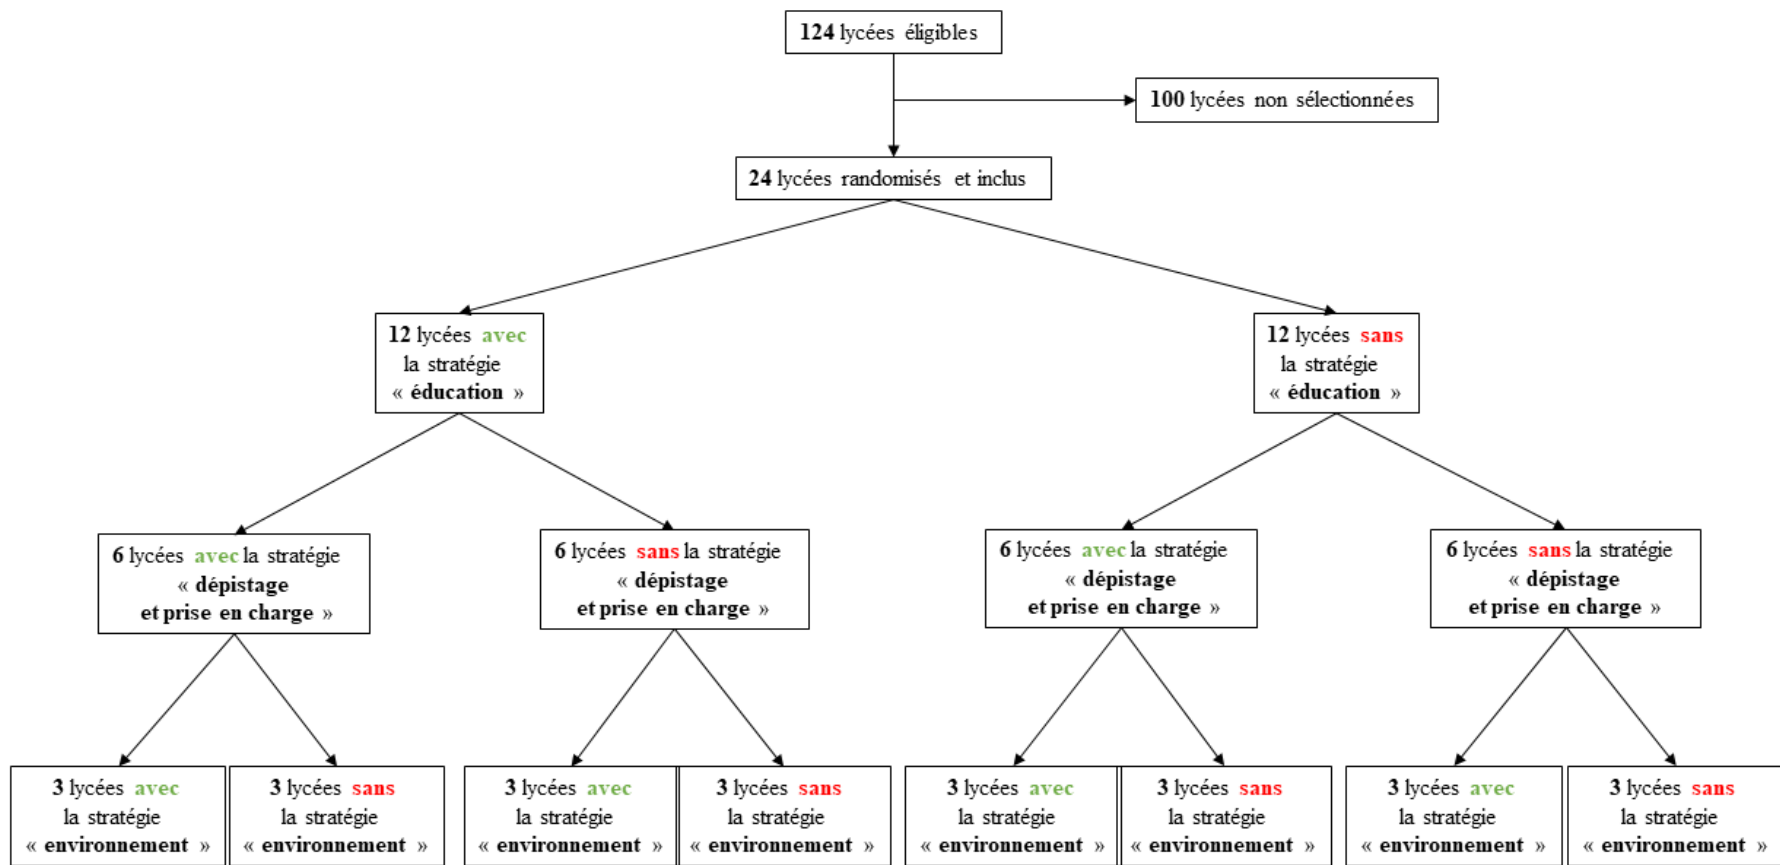 124 lycées éligibles
100 lycées non sélectionnées
24 lycées randomisés et inclus
12 lycées avec
la stratégie
« éducation »
12 lycées sans
la stratégie
« éducation »
6 lycées avec la stratégie
« dépistage
et prise en charge »
6 lycées sans la stratégie
« dépistage
et prise en charge »
6 lycées avec la stratégie
« dépistage
et prise en charge »
6 lycées sans la stratégie
« dépistage
et prise en charge »
3 lycées avec
la stratégie
« environnement »
3 lycées sans
la stratégie
« environnement »
3 lycées avec
la stratégie
« environnement »
3 lycées sans
la stratégie
« environnement »
3 lycées avec
la stratégie
« environnement »
3 lycées sans
la stratégie
« environnement »
3 lycées avec
la stratégie
« environnement »
3 lycées sans
la stratégie
« environnement »